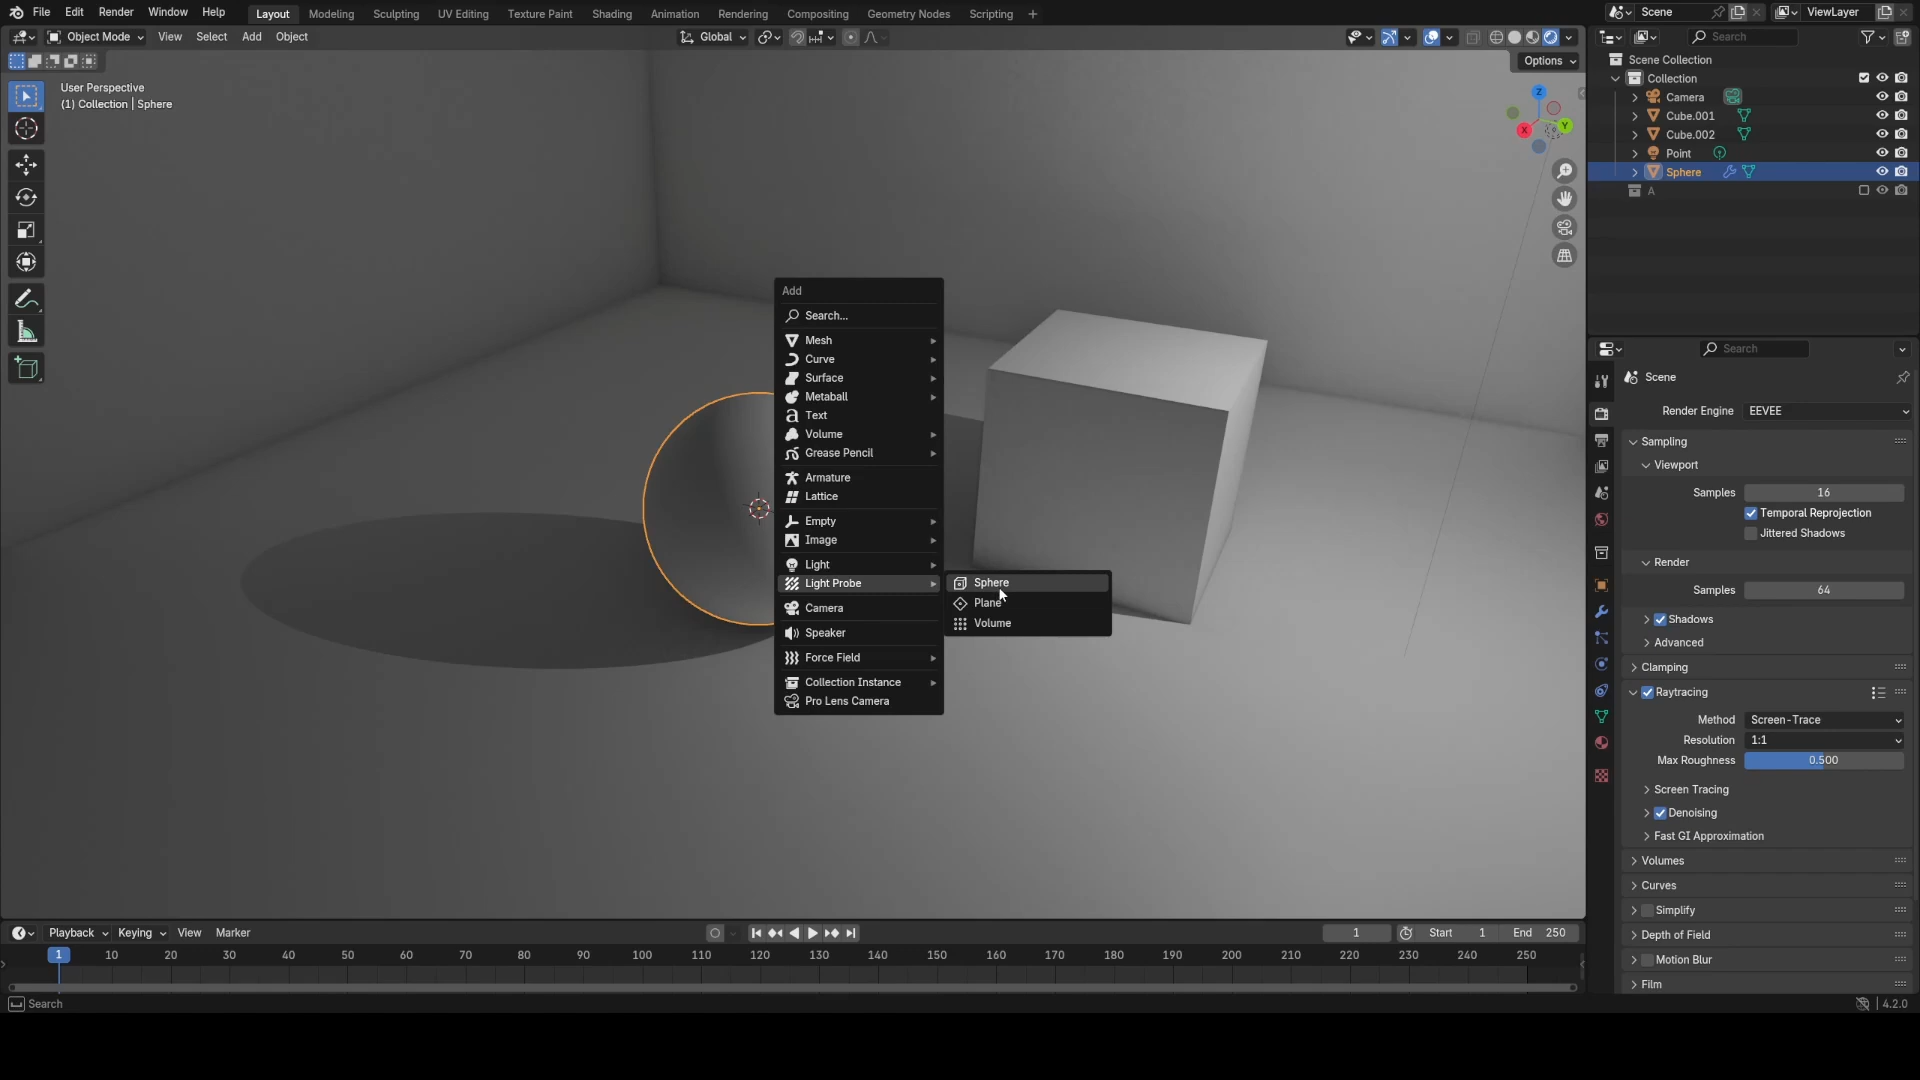 File Edit Render Window Help Layout Modeling Sculpting UV Editing Texture Paint Shading Animation Rendering Compositing Geometry Nodes Scripting + Scene ViewLayer
Object Mode View Select Add Object Global Search
Options
User Perspective
(1) Collection | Sphere
Z
X
Y
Scene Collection
Collection
Camera
Cube.001
Cube.002
Point
Sphere
A
Add
Search...
Mesh
Curve
Surface
Metaball
Text
Volume
Grease Pencil
Armature
Lattice
Empty
Image
Light
Light Probe
Camera
Speaker
Force Field
Collection Instance
Pro Lens Camera
Sphere
Plane
Volume
Search
Scene
Render Engine EEVEE
Sampling
Viewport
Samples 16
Temporal Reprojection
Jittered Shadows
Render
Samples 64
Shadows
Advanced
Clamping
Raytracing
Method Screen-Trace
Resolution 1:1
Max Roughness 0.500
Screen Tracing
Denoising
Fast GI Approximation
Volumes
Curves
Simplify
Depth of Field
Motion Blur
Film
Playback Keying View Marker 1 Start 1 End 250
1 10 20 30 40 50 60 70 80 90 100 110 120 130 140 150 160 170 180 190 200 210 220 230 240 250
Search 4.2.0